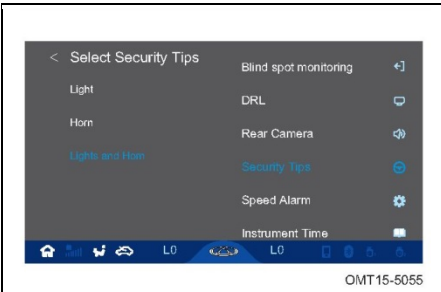 < Select Security Tips
Light
Horn
Lights and Horn
Blind spot monitoring
DRL
Rear Camera
Security Tips
Speed Alarm
Instrument Time
L0
L0
OMT15-5055